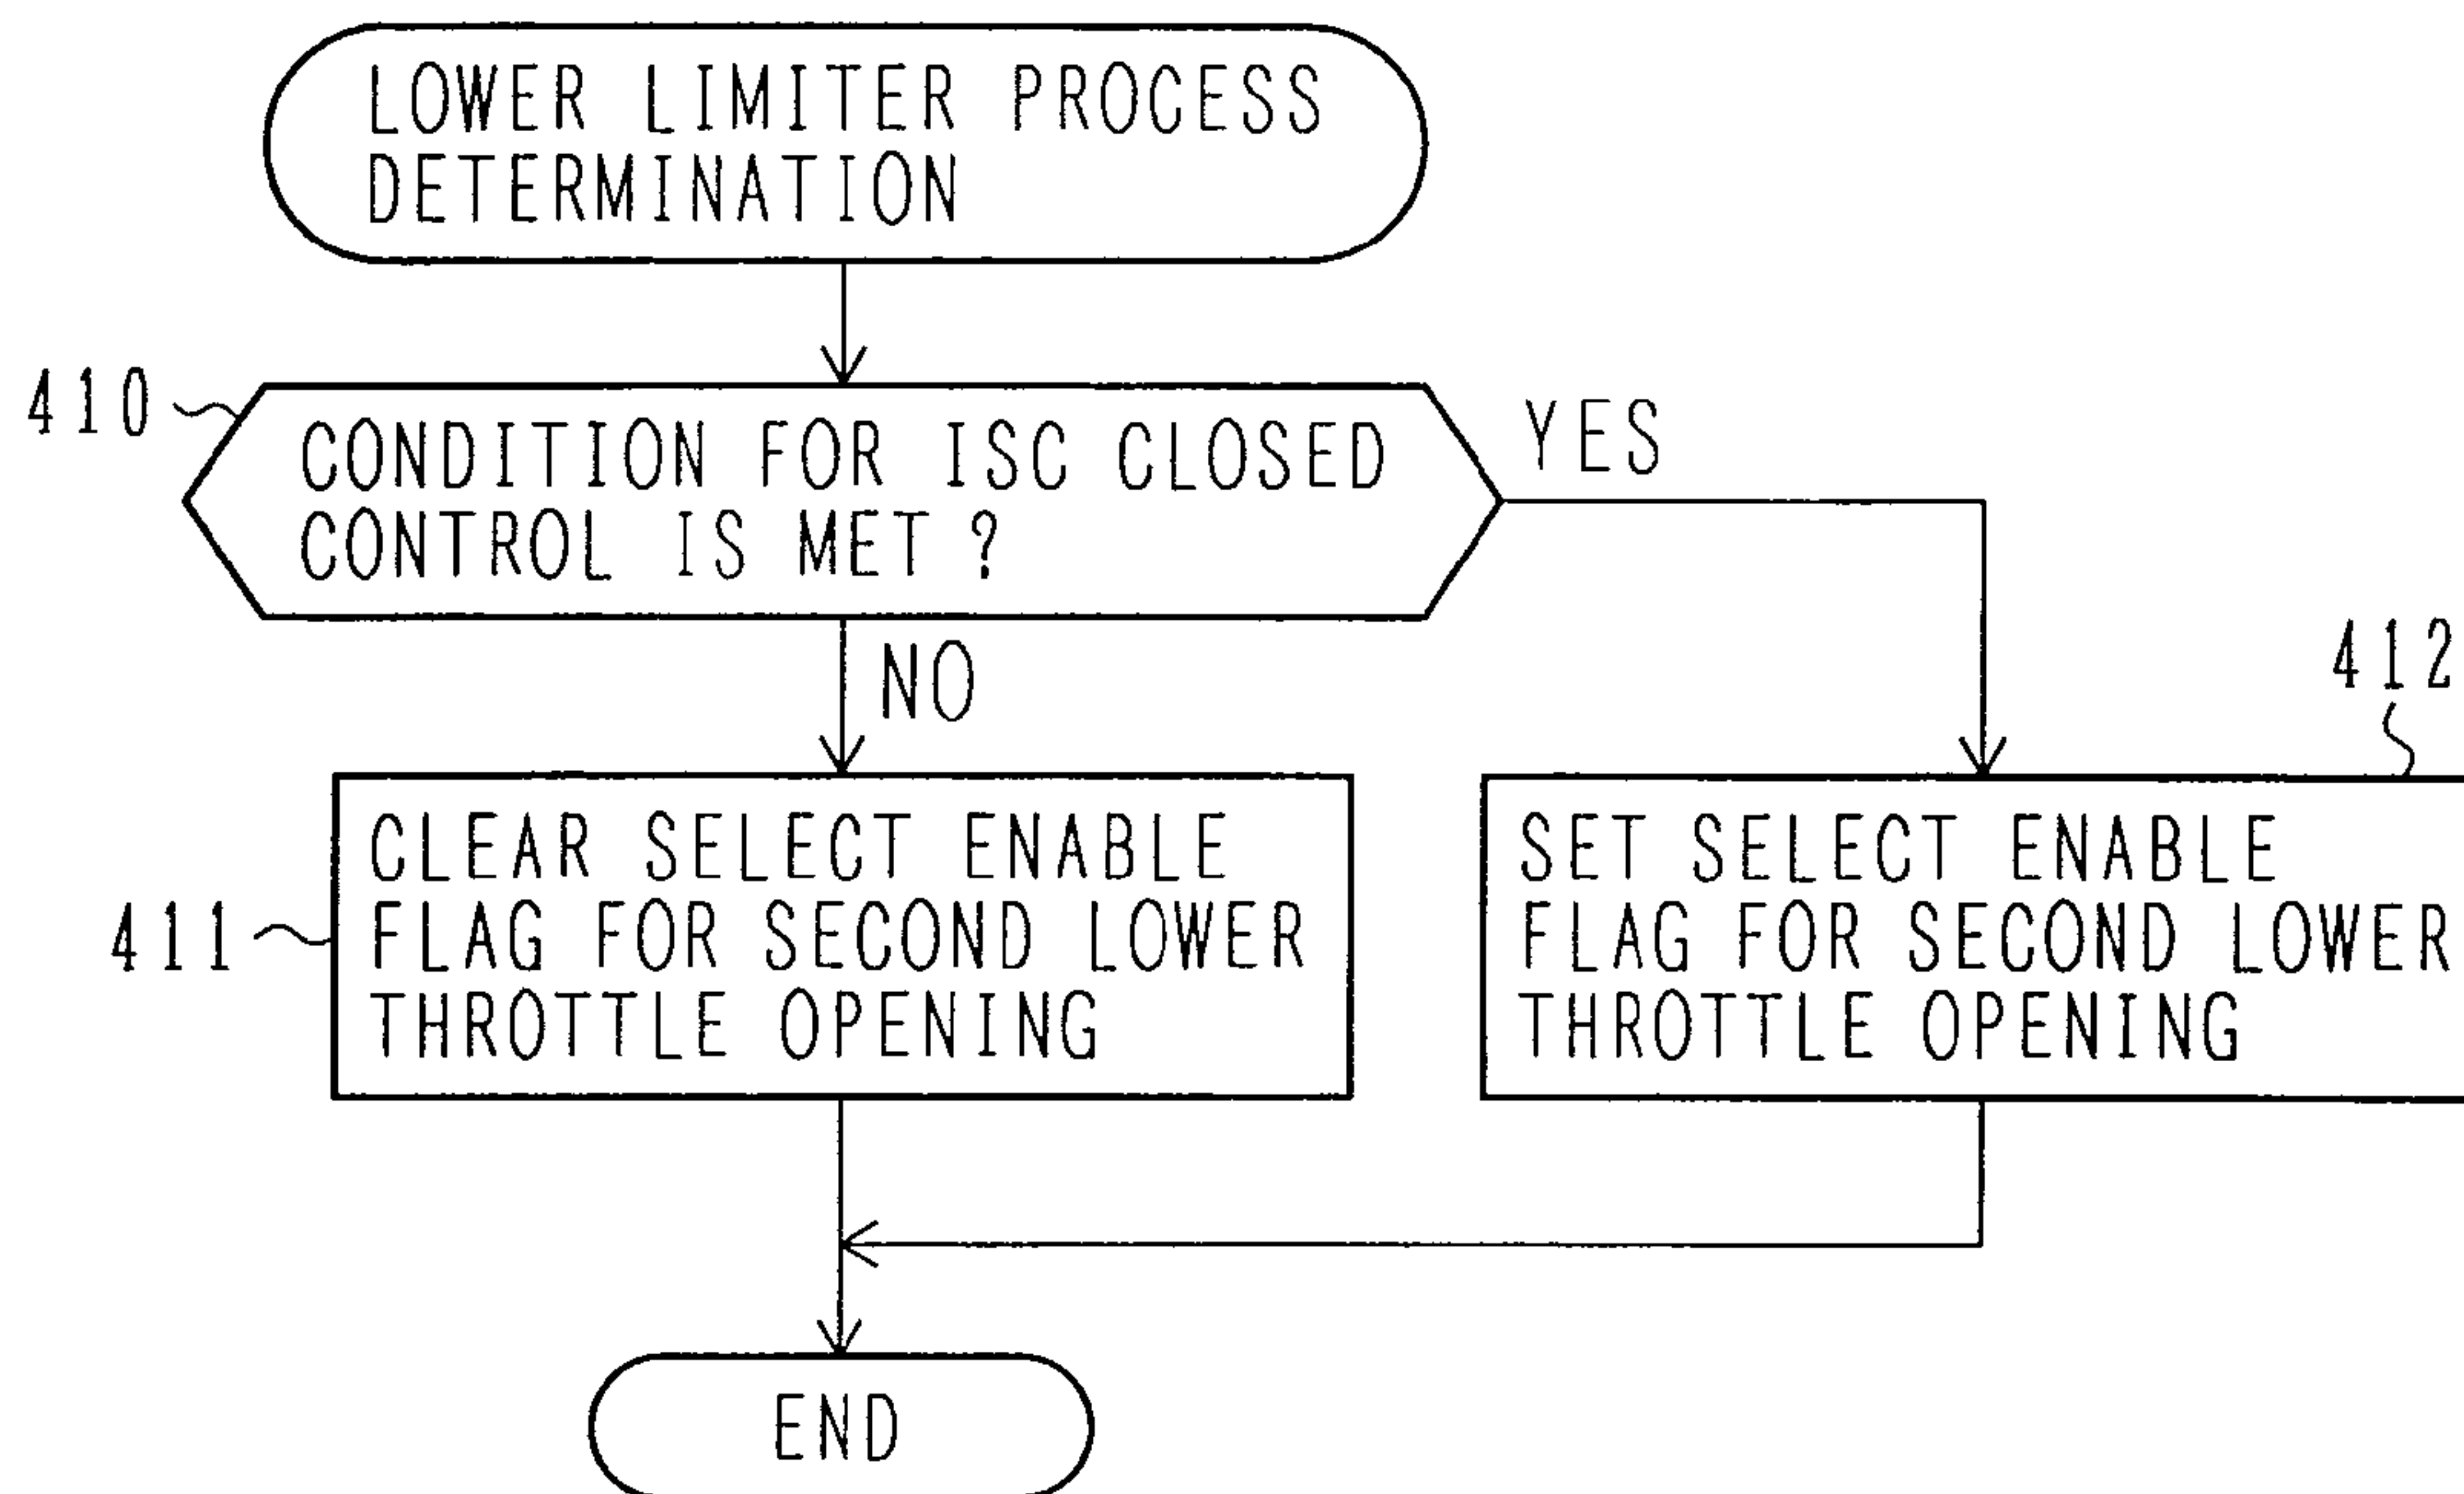 LOWER LIMITER PROCESS
DETERMINATION
410
CONDITION FOR ISC CLOSED
CONTROL IS MET ?
YES
NO
412
411
CLEAR SELECT ENABLE
FLAG FOR SECOND LOWER
THROTTLE OPENING
SET SELECT ENABLE
FLAG FOR SECOND LOWER
THROTTLE OPENING
END